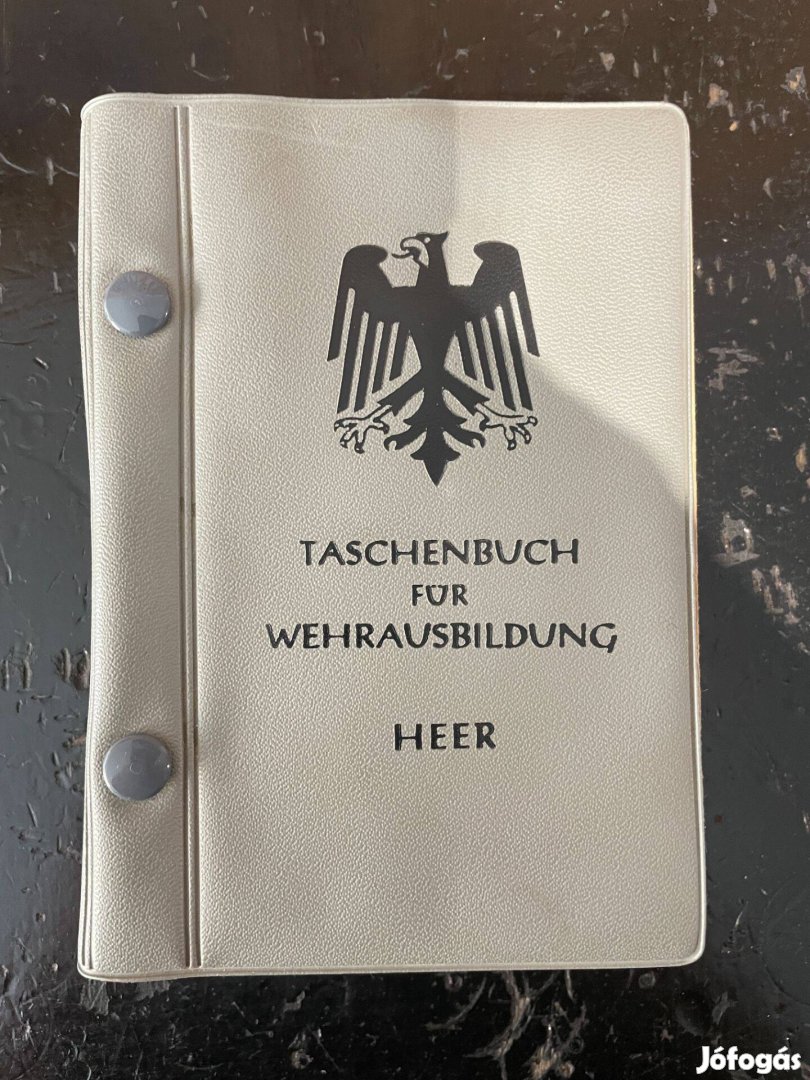 TASCHENBUCH
FÜR
WEHRAUSBILDUNG
HEER
Jófogás